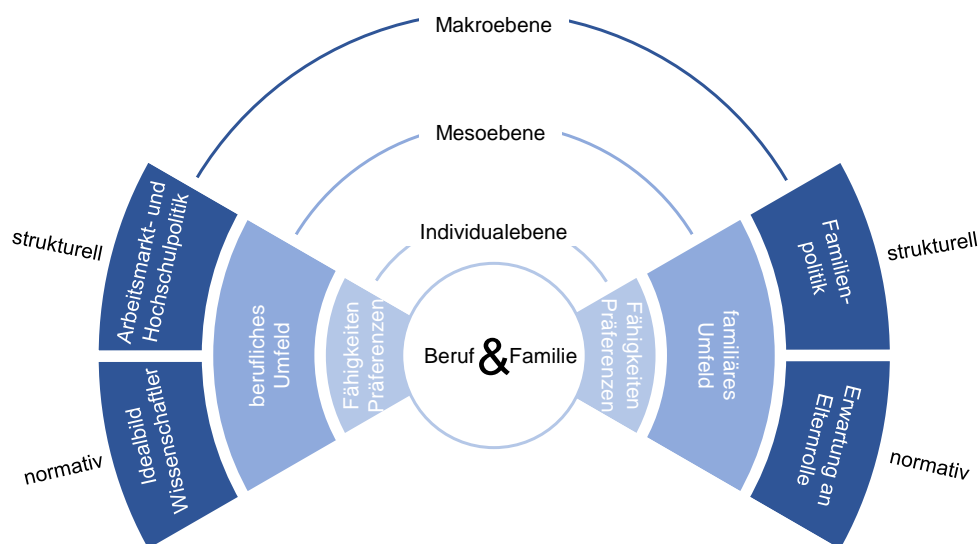 Makroebene
Mesoebene
Individualebene
strukturell
Arbeitsmarkt- und
Hochschulpolitik
normativ
Idealbild
Wissenschaftler
berufliches
Umfeld
Fähigkeiten
Präferenzen
Beruf & Familie
Fähigkeiten
Präferenzen
familiäres
Umfeld
Familien-
politik
strukturell
Erwartung an
Elternrolle
normativ